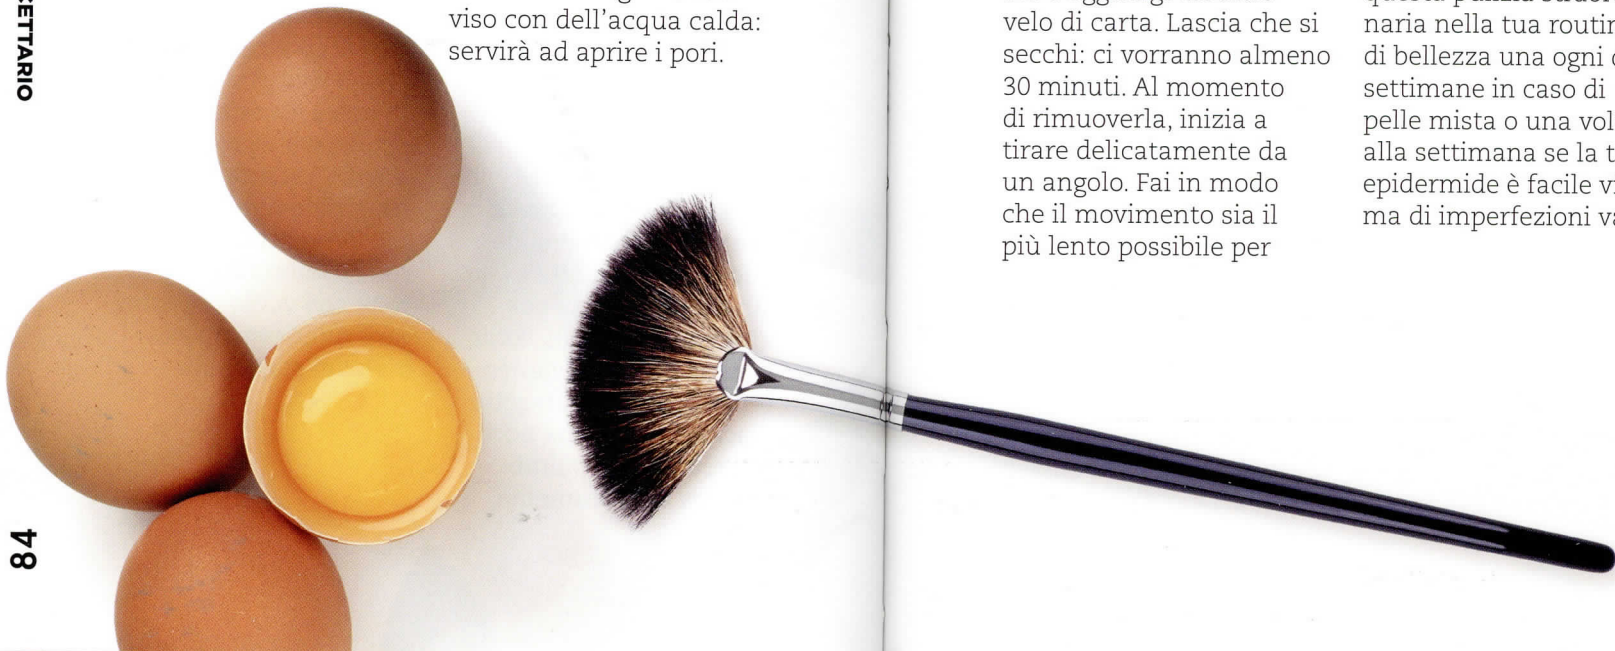 viso con dell'acqua calda:
servirà ad aprire i pori.
velo di carta. Lascia che si
secchi: ci vorranno almeno
30 minuti. Al momento
di rimuoverla, inizia a
tirare delicatamente da
un angolo. Fai in modo
che il movimento sia il
più lento possibile per
naria nella tua routin
di bellezza una ogni
settimane in caso di
pelle mista o una vol
alla settimana se la t
epidermide è facile vi
ma di imperfezioni va
CETTARIO
84